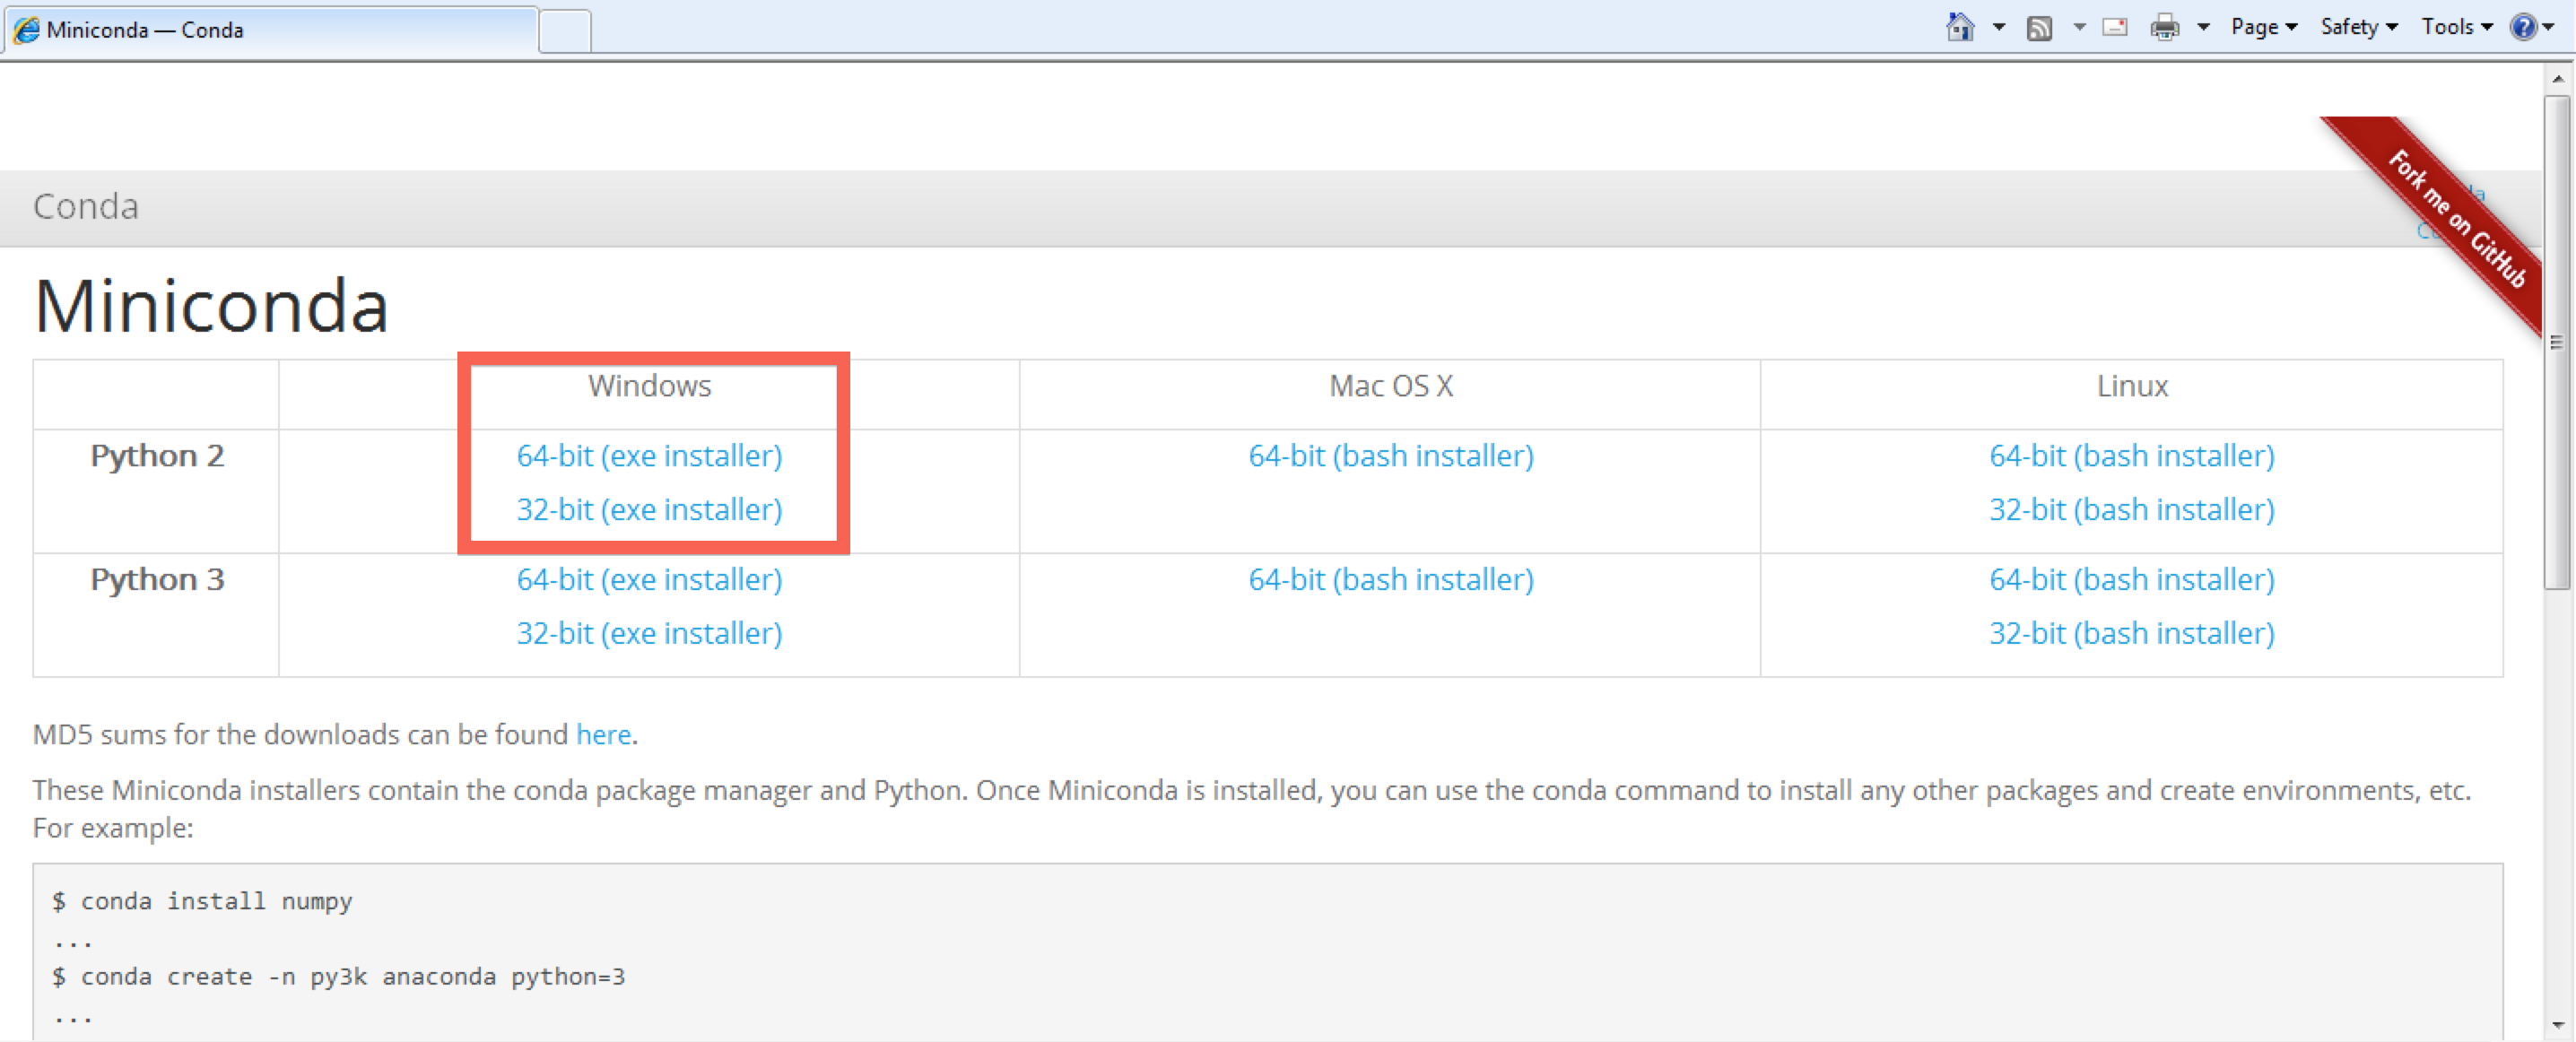 Miniconda — Conda
Page Safety Tools
Fork me on GitHub
Conda
Miniconda
Windows Mac OS X Linux
Python 2 64-bit (exe installer) 64-bit (bash installer) 64-bit (bash installer)
32-bit (exe installer) 32-bit (bash installer)
Python 3 64-bit (exe installer) 64-bit (bash installer) 64-bit (bash installer)
32-bit (exe installer) 32-bit (bash installer)
MD5 sums for the downloads can be found here.
These Miniconda installers contain the conda package manager and Python. Once Miniconda is installed, you can use the conda command to install any other packages and create environments, etc.
For example:
$ conda install numpy
...
$ conda create -n py3k anaconda python=3
...